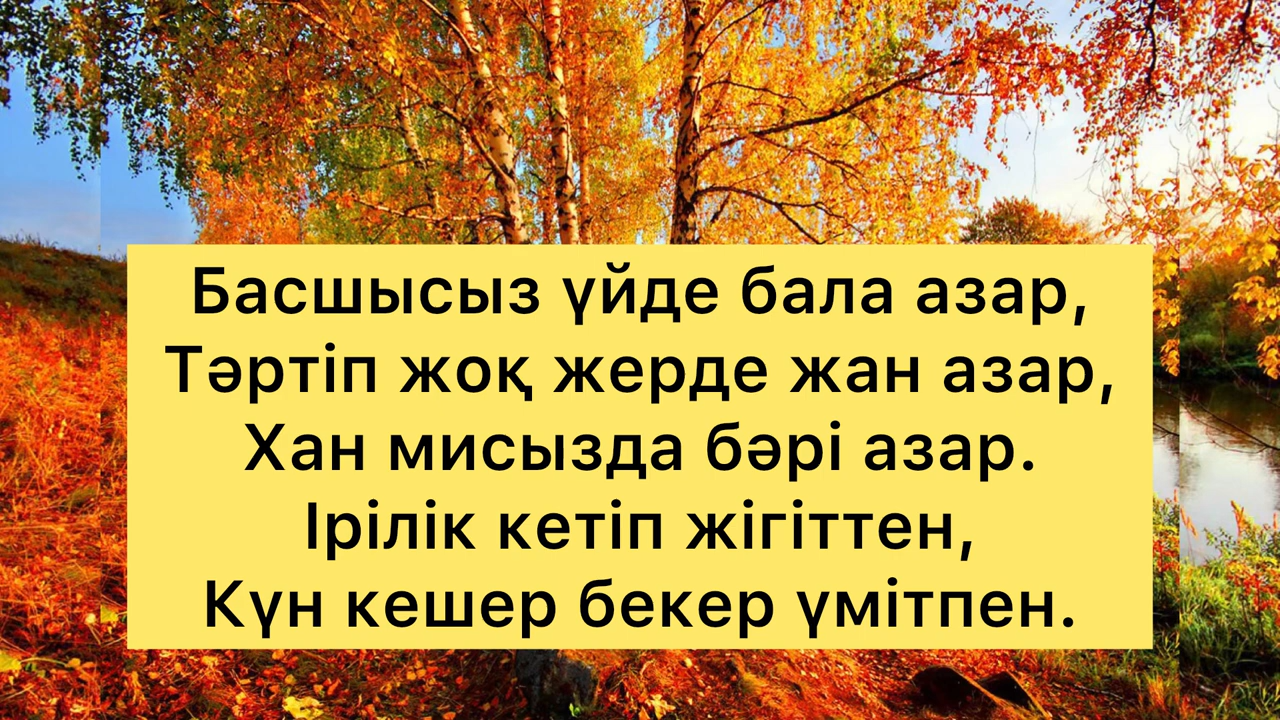 Басшысыз үйде бала азар,
Тәртіп жоқ жерде жан азар,
Хан мисызда бәрі азар.
Ірілік кетіп жігіттен,
Күн кешер бекер үмітпен.